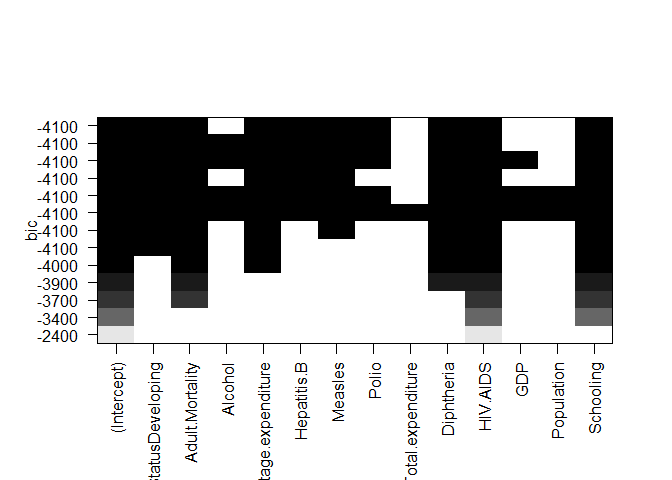 -4100
-4100
-4100
-4100
-4100
-4100
-4100
-4100
-4000
-3900
-3700
-3400
-2400
bic
(Intercept)
tatusDeveloping
Adult.Mortality
Alcohol
tage.expenditure
Hepatitis.B
Measles
Polio
Total.expenditure
Diphtheria
HIV.AIDS
GDP
Population
Schooling